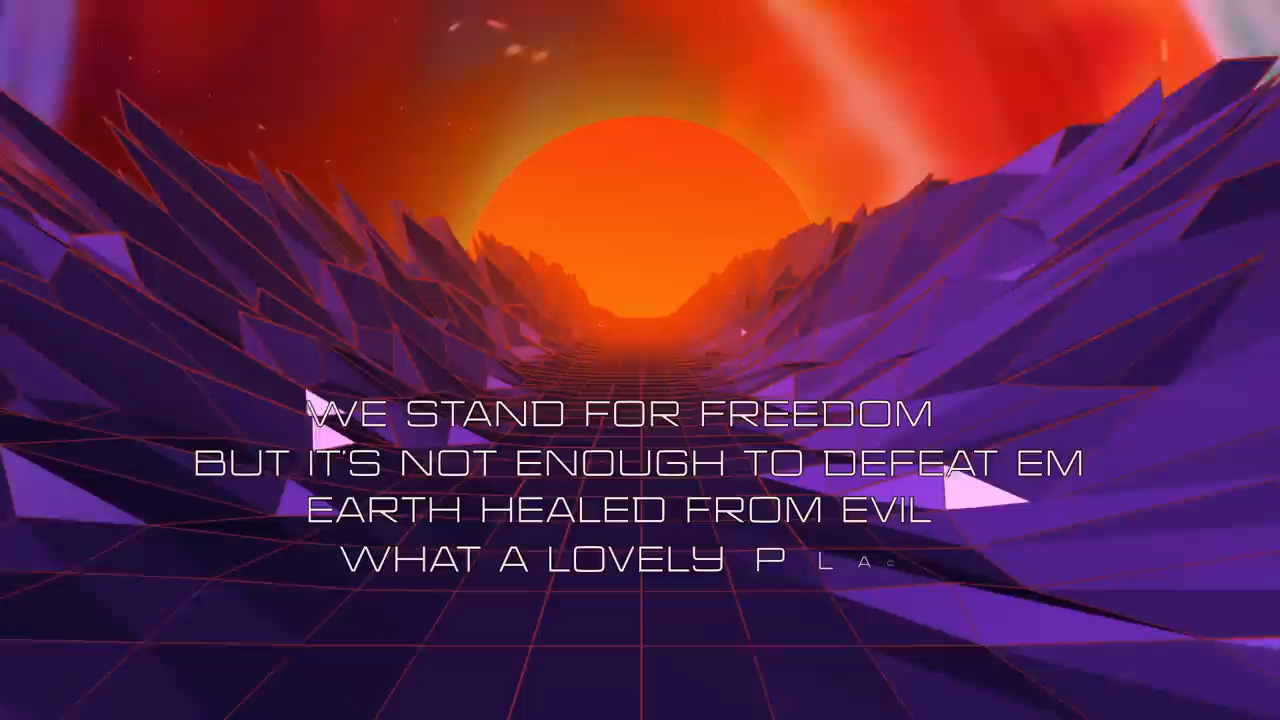 WE STAND FOR FREEDOM
BUT IT'S NOT ENOUGH TO DEFEAT EM
EARTH HEALED FROM EVIL
WHAT A LOVELY P L A C